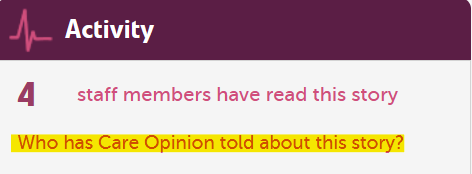 Activity
4 staff members have read this story
Who has Care Opinion told about this story?